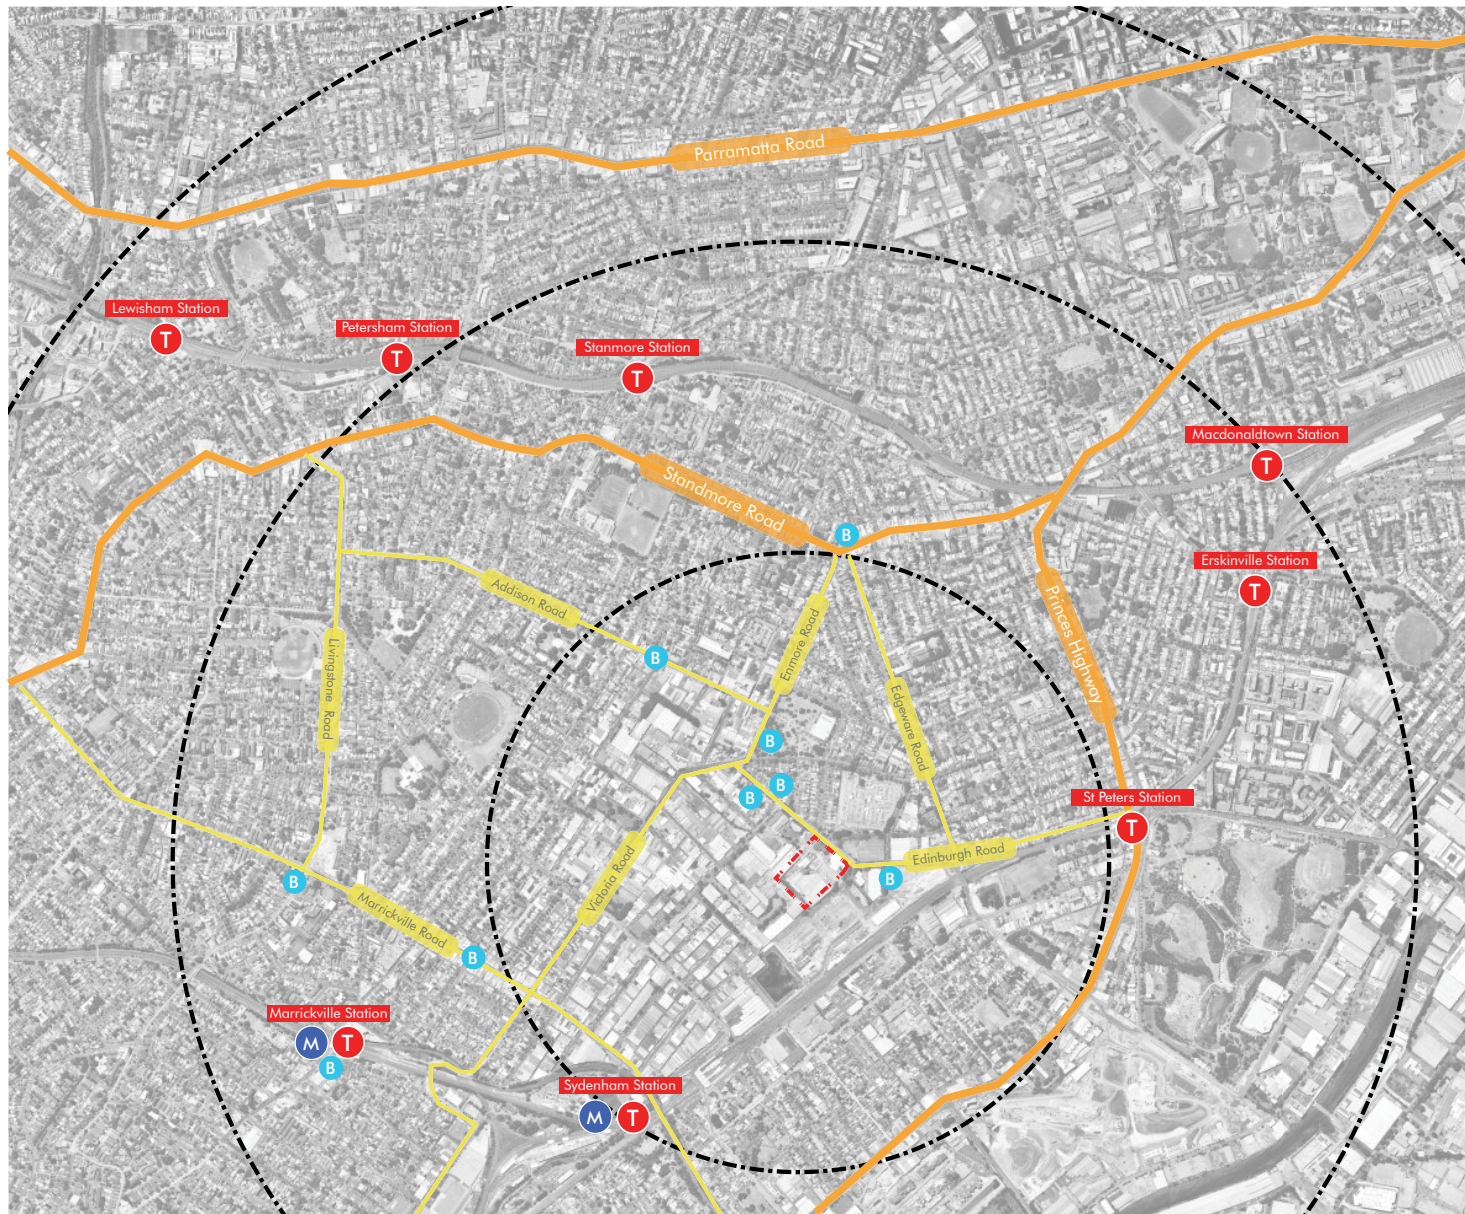 Parramatta Road
Lewisham Station
T
Petersham Station
T
Stanmore Station
T
Macdonaldtown Station
T
Standmore Road
B
Erskinville Station
T
Addison Road
B
Enmore Road
Princes Highway
Livingstone Road
Edgeware Road
B
B
B
St Peters Station
T
Edinburgh Road
B
Victoria Road
B
Marrickville Road
B
Marrickville Station
M
T
B
Sydenham Station
M
T